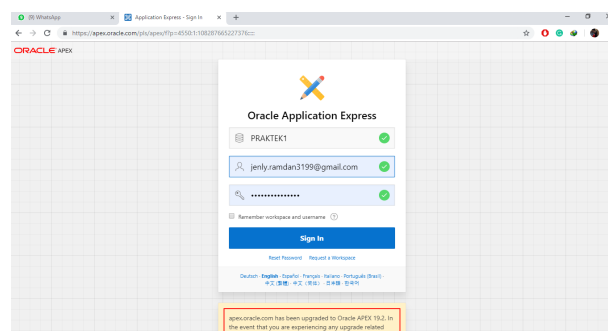 (9) WhatsApp
Application Express - Sign In
https://apex.oracle.com/pls/apex/f?p=4550:1:108287665227376:::
ORACLE APEX
Oracle Application Express
PRAKTEK1
jenly.ramdan3199@gmail.com
Remember workspace and username
Sign In
Reset Password Request a Workspace
Deutsch · English · Español · Français · Italiano · Português (Brasil) ·
中文 (繁體) · 中文 (简体) · 日本語 · 한국어
apex.oracle.com has been upgraded to Oracle APEX 19.2. In
the event that you are experiencing any upgrade related